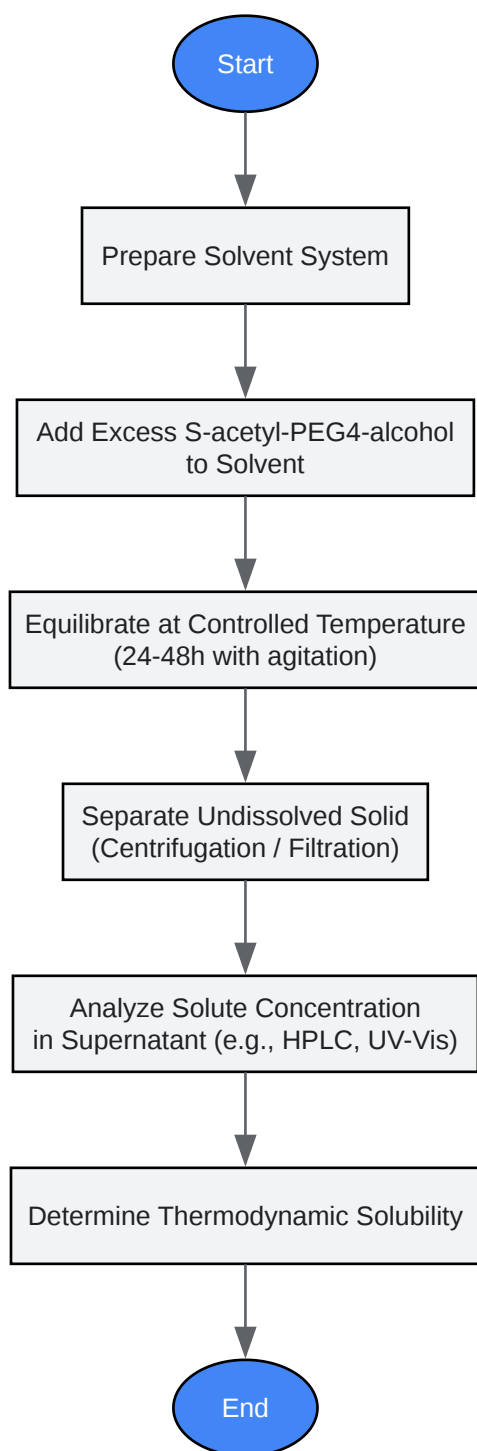 Start
Prepare Solvent System
Add Excess S-acetyl-PEG4-alcohol
to Solvent
Equilibrate at Controlled Temperature
(24-48h with agitation)
Separate Undissolved Solid
(Centrifugation / Filtration)
Analyze Solute Concentration
in Supernatant (e.g., HPLC, UV-Vis)
Determine Thermodynamic Solubility
End